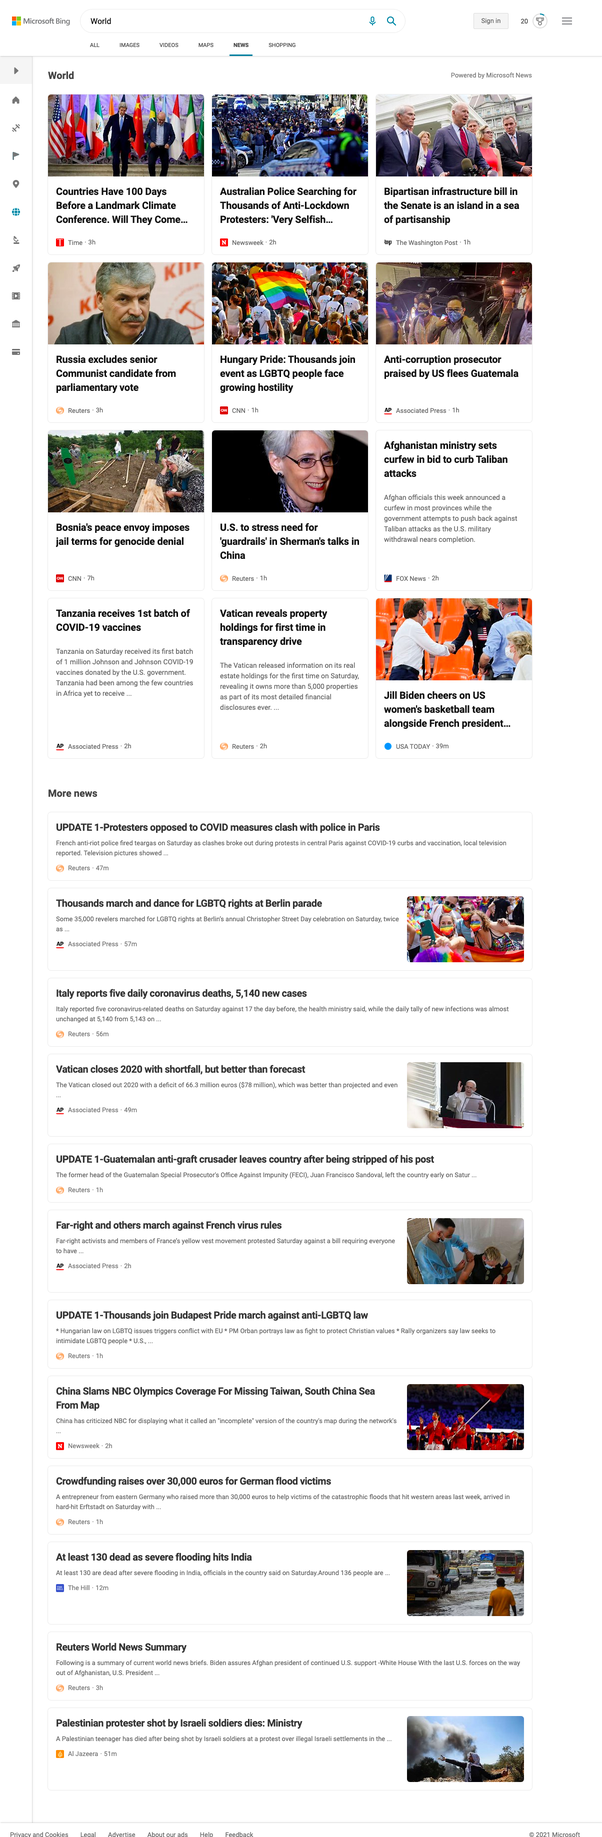 Microsoft Bing
World
Sign in
20
ALL IMAGES VIDEOS MAPS NEWS SHOPPING
World
Powered by Microsoft News
Countries Have 100 Days
Before a Landmark Climate
Conference. Will They Come...
Time · 3h
Australian Police Searching for
Thousands of Anti-Lockdown
Protesters: 'Very Selfish...
Newsweek · 2h
Bipartisan infrastructure bill in
the Senate is an island in a sea
of partisanship
The Washington Post · 1h
Russia excludes senior
Communist candidate from
parliamentary vote
Reuters · 3h
Hungary Pride: Thousands join
event as LGBTQ people face
growing hostility
CNN · 1h
Anti-corruption prosecutor
praised by US flees Guatemala
AP Associated Press · 1h
Bosnia's peace envoy imposes
jail terms for genocide denial
CNN · 7h
U.S. to stress need for
'guardrails' in Sherman's talks in
China
Reuters · 1h
Afghanistan ministry sets
curfew in bid to curb Taliban
attacks
Afghan officials this week announced a
curfew in most provinces while the
government attempts to push back against
Taliban attacks as the U.S. military
withdrawal nears completion.
FOX News · 2h
Tanzania receives 1st batch of
COVID-19 vaccines
Tanzania on Saturday received its first batch
of 1 million Johnson and Johnson COVID-19
vaccines donated by the U.S. government.
Tanzania had been among the few countries
in Africa yet to receive ...
AP Associated Press · 2h
Vatican reveals property
holdings for first time in
transparency drive
The Vatican released information on its real
estate holdings for the first time on Saturday,
revealing it owns more than 5,000 properties
as part of its most detailed financial
disclosures ever. ...
Reuters · 2h
Jill Biden cheers on US
women's basketball team
alongside French president...
USA TODAY · 39m
More news
UPDATE 1-Protesters opposed to COVID measures clash with police in Paris
French anti-riot police fired teargas on Saturday as clashes broke out during protests in central Paris against COVID-19 curbs and vaccination, local television
reported. Television pictures showed ...
Reuters · 47m
Thousands march and dance for LGBTQ rights at Berlin parade
Some 35,000 revelers marched for LGBTQ rights at Berlin's annual Christopher Street Day celebration on Saturday, twice
as ...
AP Associated Press · 57m
Italy reports five daily coronavirus deaths, 5,140 new cases
Italy reported five coronavirus-related deaths on Saturday against 17 the day before, the health ministry said, while the daily tally of new infections was almost
unchanged at 5,140 from 5,143 on ...
Reuters · 56m
Vatican closes 2020 with shortfall, but better than forecast
The Vatican closed out 2020 with a deficit of 66.3 million euros ($78 million), which was better than projected and even
...
AP Associated Press · 49m
UPDATE 1-Guatemalan anti-graft crusader leaves country after being stripped of his post
The former head of the Guatemalan Special Prosecutor's Office Against Impunity (FECI), Juan Francisco Sandoval, left the country early on Satur ...
Reuters · 1h
Far-right and others march against French virus rules
Far-right activists and members of France's yellow vest movement protested Saturday against a bill requiring everyone
to have ...
AP Associated Press · 2h
UPDATE 1-Thousands join Budapest Pride march against anti-LGBTQ law
* Hungarian law on LGBTQ issues triggers conflict with EU * PM Orban portrays law as fight to protect Christian values * Rally organizers say law seeks to
intimidate LGBTQ people * U.S., ...
Reuters · 1h
China Slams NBC Olympics Coverage For Missing Taiwan, South China Sea
From Map
China has criticized NBC for displaying what it called an "incomplete" version of the country's map during the network's
...
Newsweek · 2h
Crowdfunding raises over 30,000 euros for German flood victims
A entrepreneur from eastern Germany who raised more than 30,000 euros to help victims of the catastrophic floods that hit western areas last week, arrived in
hard-hit Erftstadt on Saturday with ...
Reuters · 1h
At least 130 dead as severe flooding hits India
At least 130 are dead after severe flooding in India, officials in the country said on Saturday.Around 136 people are ...
The Hill · 12m
Reuters World News Summary
Following is a summary of current world news briefs. Biden assures Afghan president of continued U.S. support -White House With the last U.S. forces on the way
out of Afghanistan, U.S. President ...
Reuters · 3h
Palestinian protester shot by Israeli soldiers dies: Ministry
A Palestinian teenager has died after being shot by Israeli soldiers at a protest over illegal Israeli settlements in the ...
Al Jazeera · 51m
Privacy and Cookies Legal Advertise About our ads Help Feedback
© 2021 Microsoft